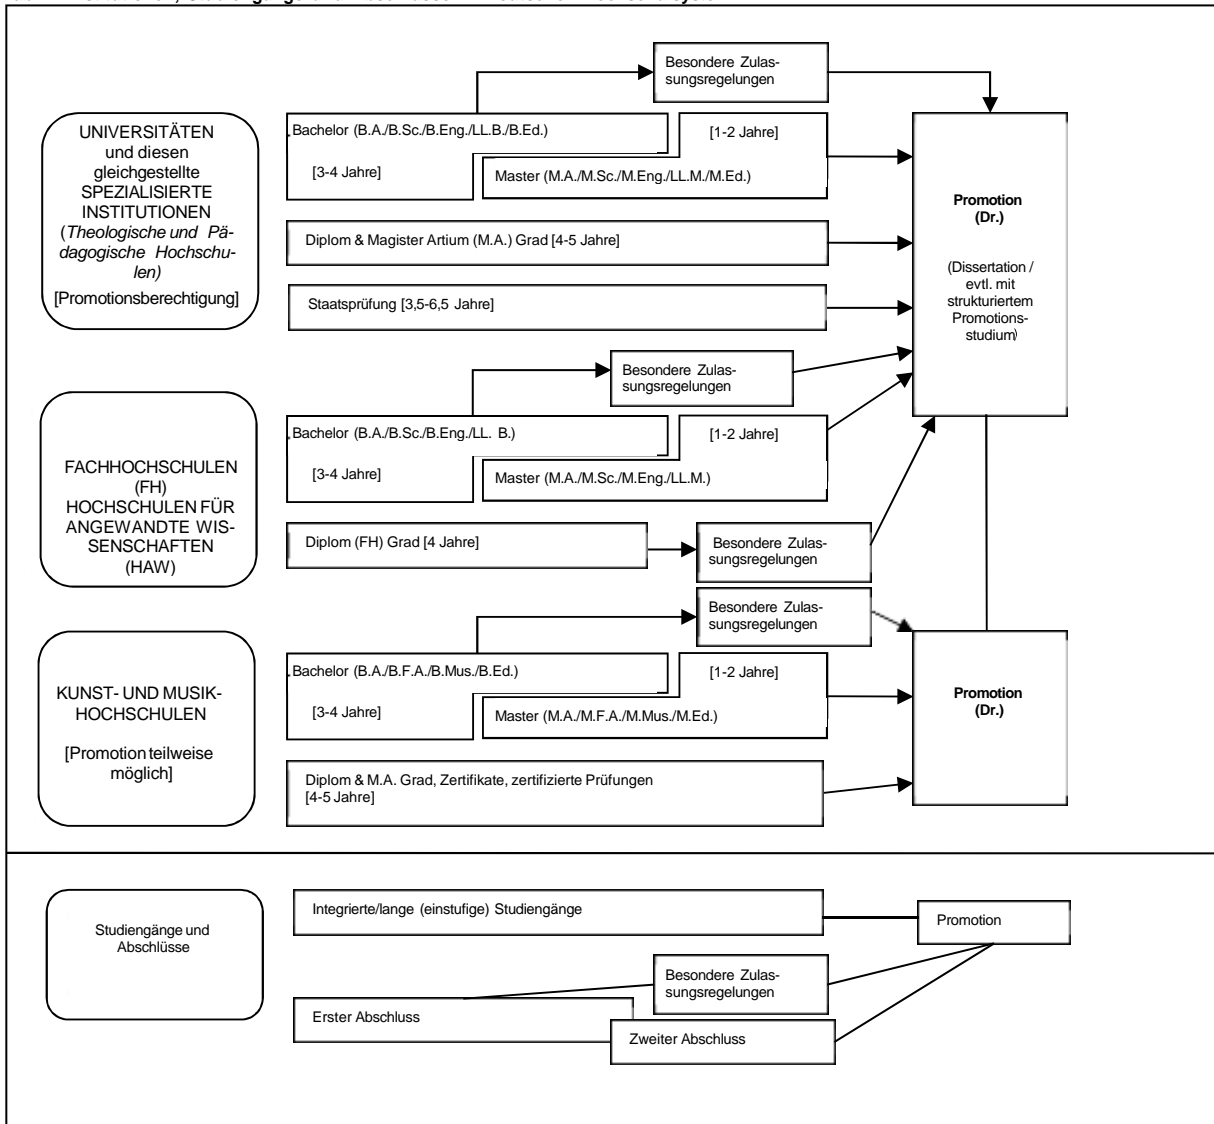 Besondere Zulas-
sungsregelungen
UNIVERSITÄTEN
und diesen
gleichgestellte
SPEZIALISIERTE
INSTITUTIONEN
(Theologische und Pä-
dagogische Hochschu-
len)
[Promotionsberechtigung]
Bachelor (B.A./B.Sc./B.Eng./LL.B./B.Ed.)
[3-4 Jahre]
[1-2 Jahre]
Master (M.A./M.Sc./M.Eng./LL.M./M.Ed.)
Diplom & Magister Artium (M.A.) Grad [4-5 Jahre]
Staatsprüfung [3,5-6,5 Jahre]
Promotion
(Dr.)
(Dissertation /
evtl. mit
strukturiertem
Promotions-
studium)
Besondere Zulas-
sungsregelungen
FACHHOCHSCHULEN
(FH)
HOCHSCHULEN FÜR
ANGEWANDTE WIS-
SENSCHAFTEN
(HAW)
Bachelor (B.A./B.Sc./B.Eng./LL. B.)
[3-4 Jahre]
[1-2 Jahre]
Master (M.A./M.Sc./M.Eng./LL.M.)
Diplom (FH) Grad [4 Jahre]
Besondere Zulas-
sungsregelungen
Besondere Zulas-
sungsregelungen
KUNST- UND MUSIK-
HOCHSCHULEN
[Promotion teilweise
möglich]
Bachelor (B.A./B.F.A./B.Mus./B.Ed.)
[3-4 Jahre]
[1-2 Jahre]
Master (M.A./M.F.A./M.Mus./M.Ed.)
Diplom & M.A. Grad, Zertifikate, zertifizierte Prüfungen
[4-5 Jahre]
Promotion
(Dr.)
Studiengänge und
Abschlüsse
Integrierte/lange (einstufige) Studiengänge
Promotion
Besondere Zulas-
sungsregelungen
Erster Abschluss
Zweiter Abschluss